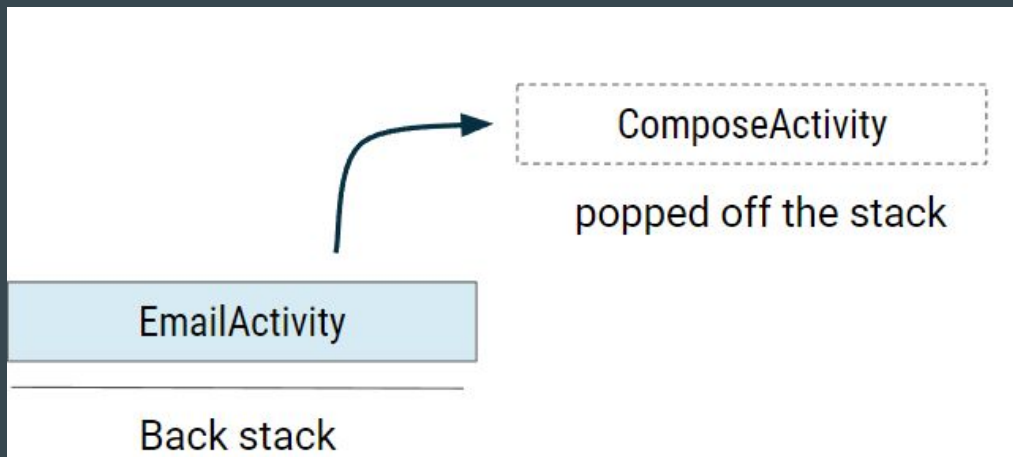 ComposeActivity
popped off the stack
EmailActivity
Back stack